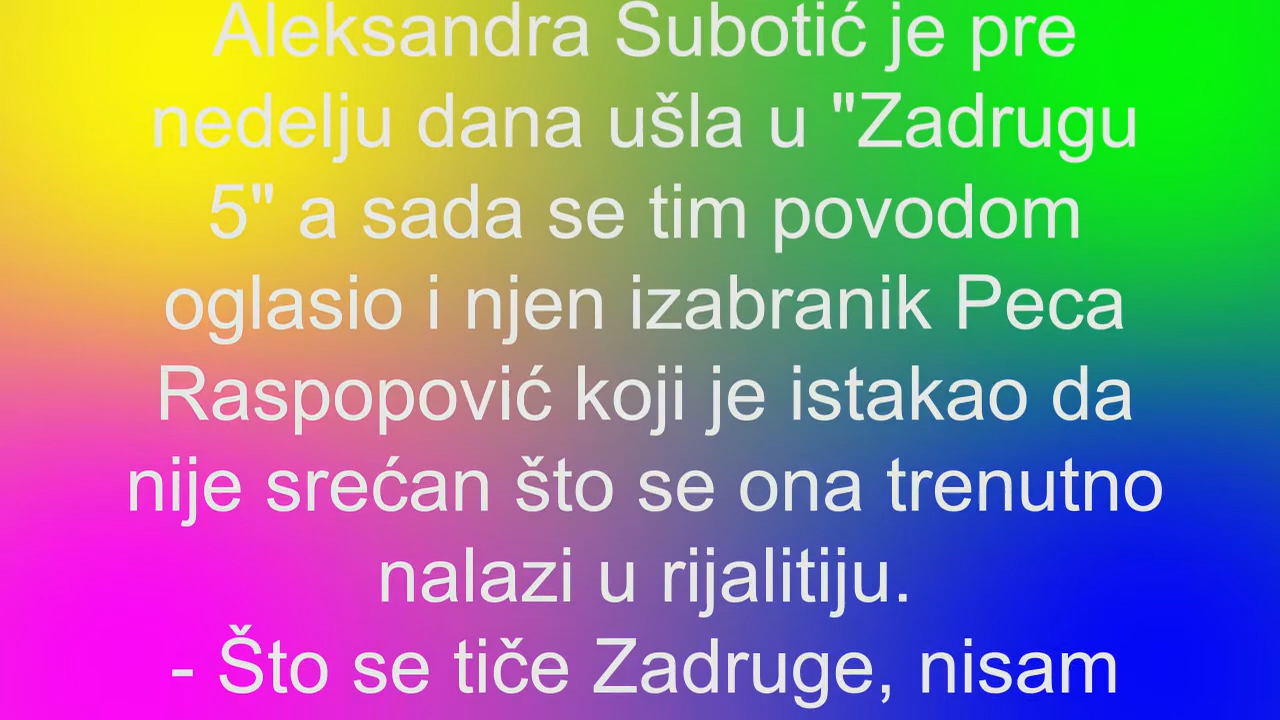 Aleksandra Subotić je pre
nedelju dana ušla u "Zadrugu
5" a sada se tim povodom
oglasio i njen izabranik Peca
Raspopović koji je istakao da
nije srećan što se ona trenutno
nalazi u rijalitiju.
- Što se tiče Zadruge, nisam